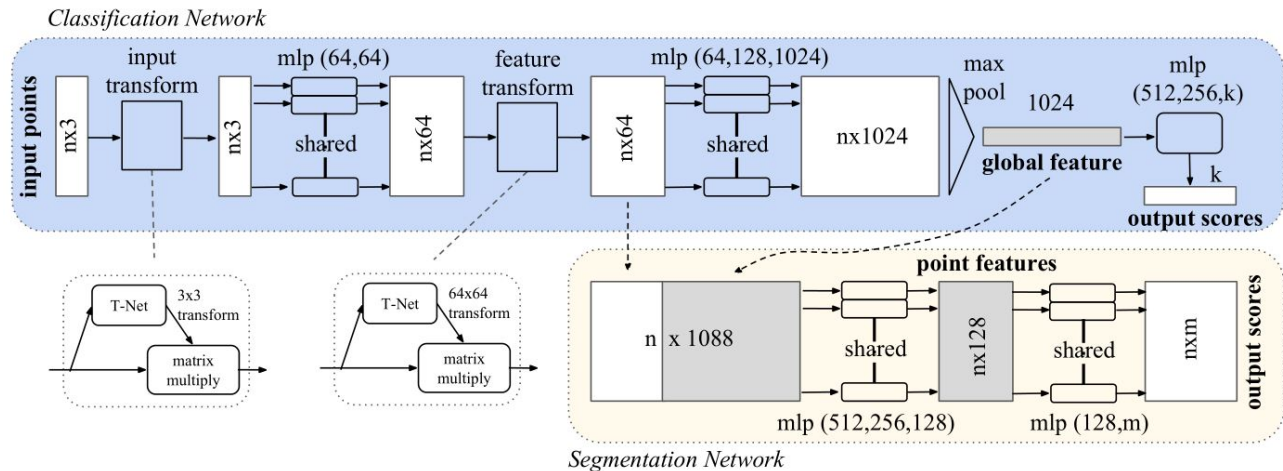 Classification Network
input points
nx3
input
transform
nx3
mlp (64,64)
shared
nx64
feature
transform
nx64
mlp (64,128,1024)
shared
nx1024
max
pool
1024
global feature
mlp
(512,256,k)
k
output scores
T-Net
3x3
transform
matrix
multiply
T-Net
64x64
transform
matrix
multiply
point features
n x 1088
shared
mlp (512,256,128)
nx128
shared
mlp (128,m)
nxm
output scores
Segmentation Network